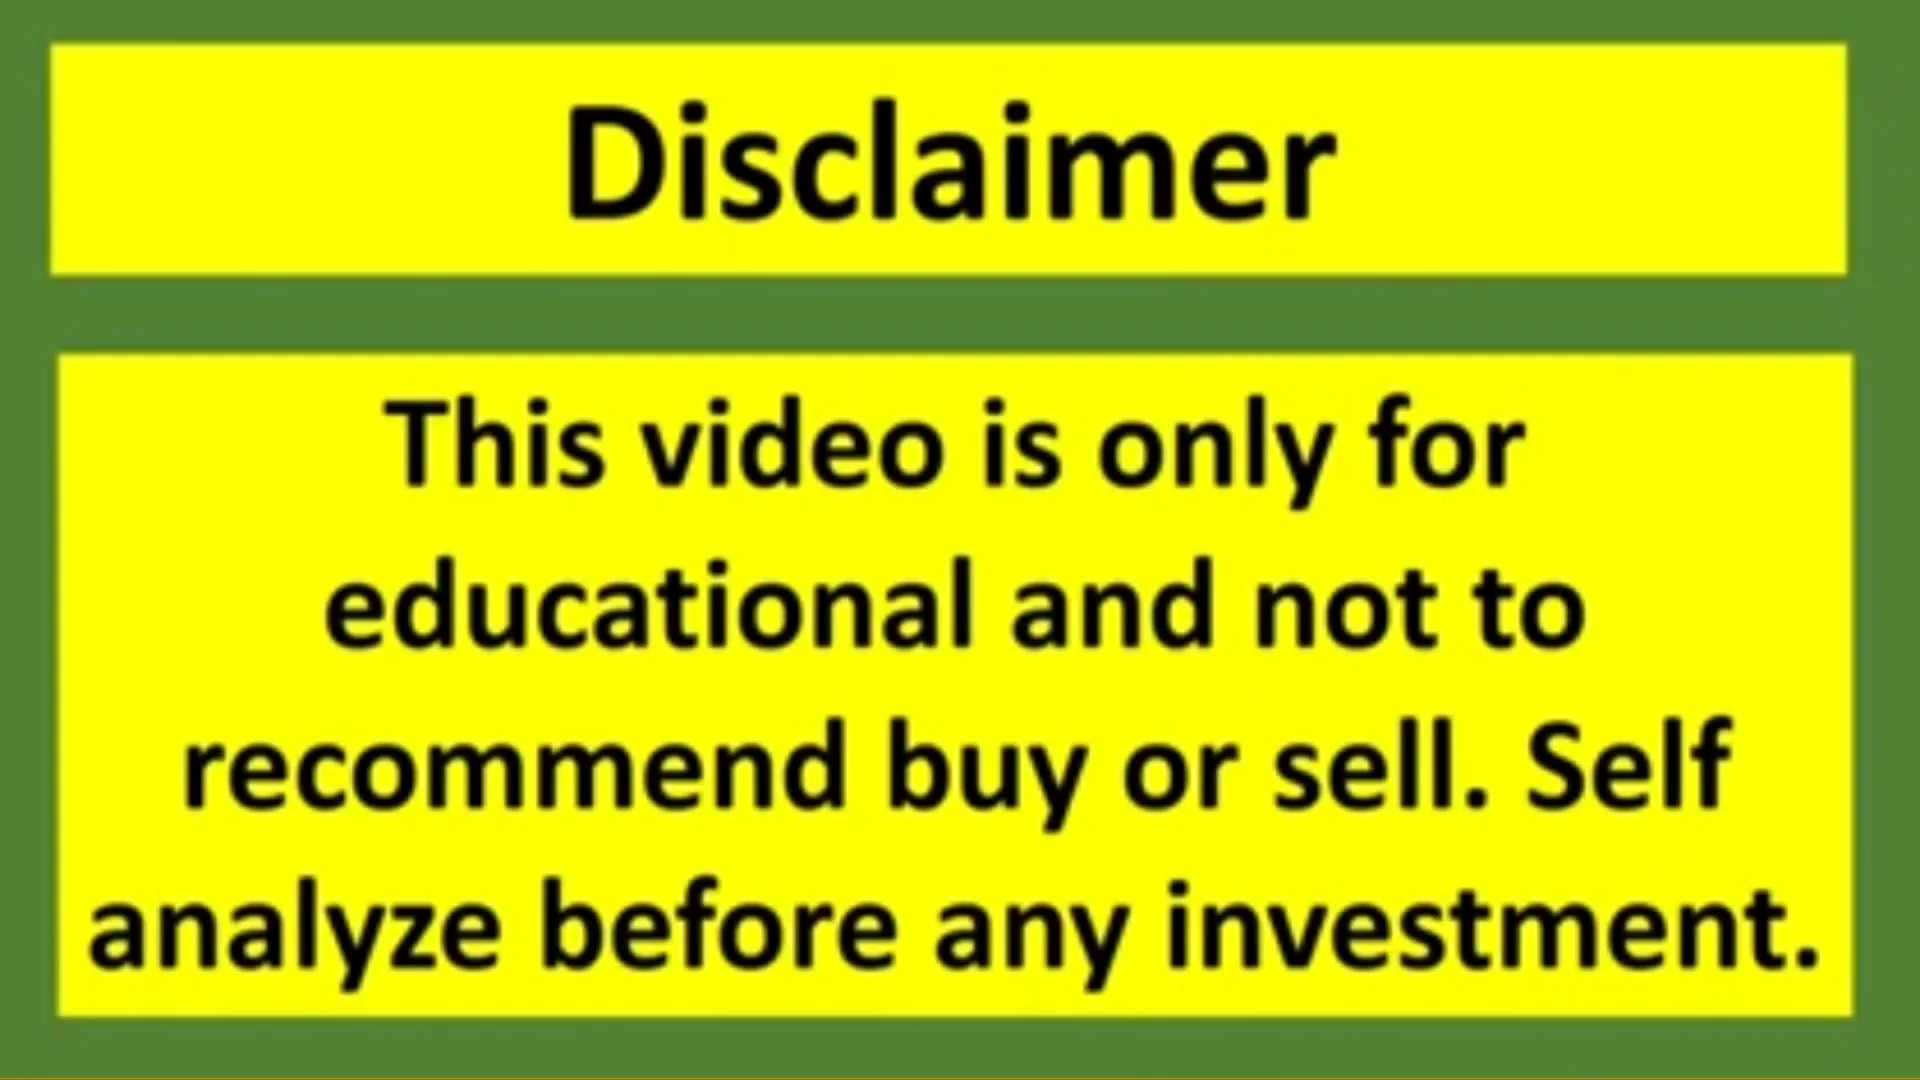 Disclaimer
This video is only for
educational and not to
recommend buy or sell. Self
analyze before any investment.